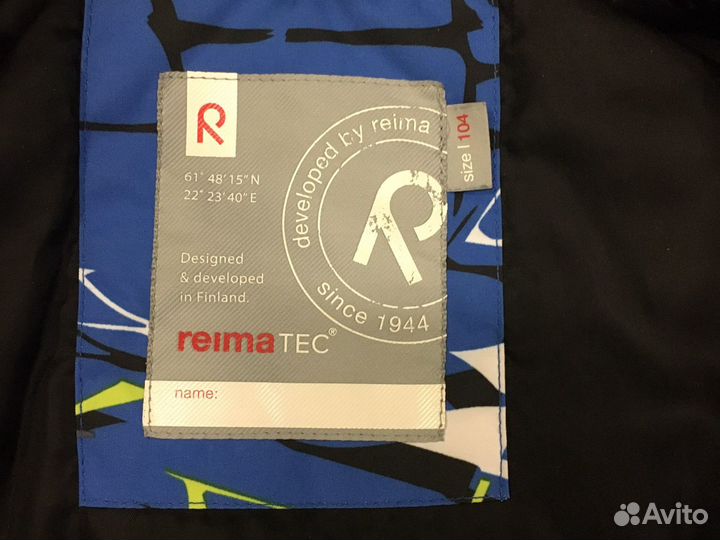 R
61° 48' 15" N
22° 23' 40" E
developed by reima
since 1944
R
size | 104
Designed
& developed
in Finland.
reimaTEC®
name:
Avito